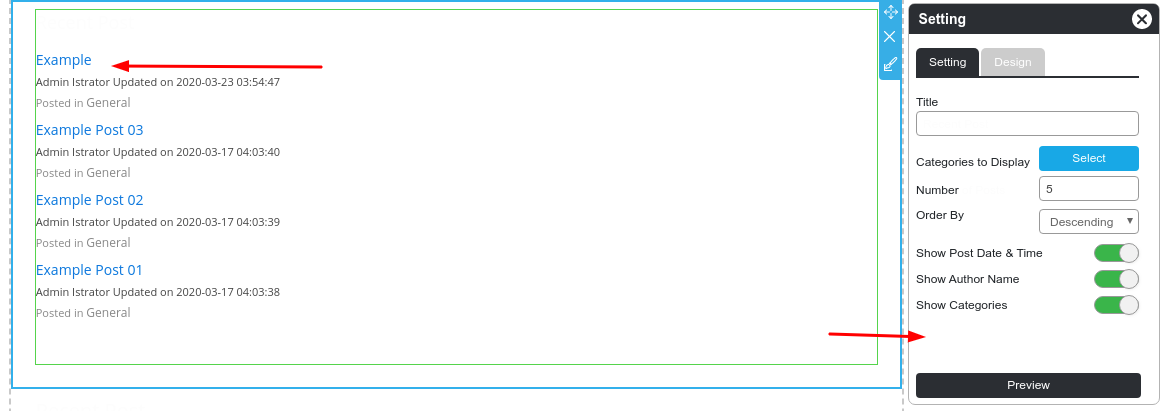 Example
Admin Istrator Updated on 2020-03-23 03:54:47
Posted in General
Example Post 03
Admin Istrator Updated on 2020-03-17 04:03:40
Posted in General
Example Post 02
Admin Istrator Updated on 2020-03-17 04:03:39
Posted in General
Example Post 01
Admin Istrator Updated on 2020-03-17 04:03:38
Posted in General
Setting
Setting Design
Title
Categories to Display Select
Number 5
Order By Descending
Show Post Date & Time
Show Author Name
Show Categories
Preview